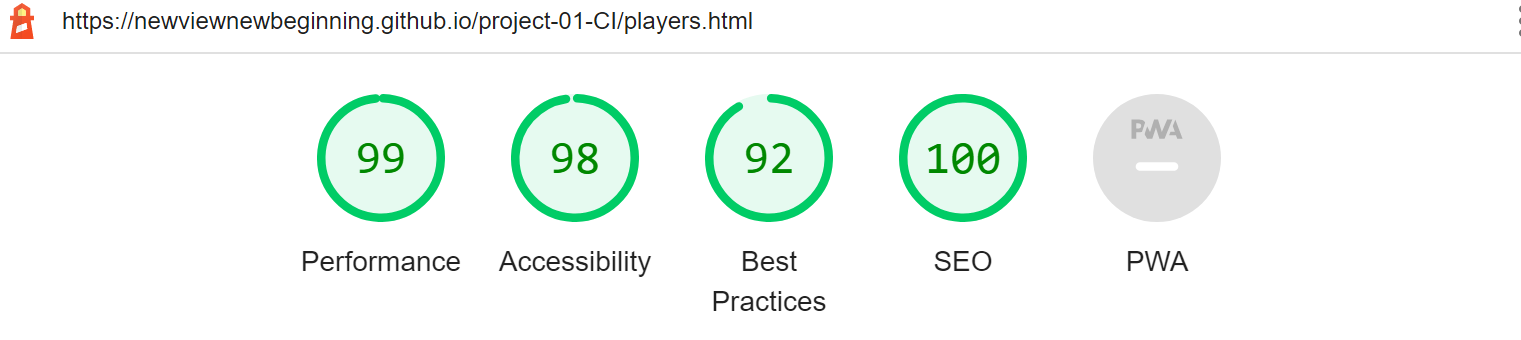 https://newviewnewbeginning.github.io/project-01-CI/players.html
99
98
92
100
PWA
Performance
Accessibility
Best
Practices
SEO
PWA